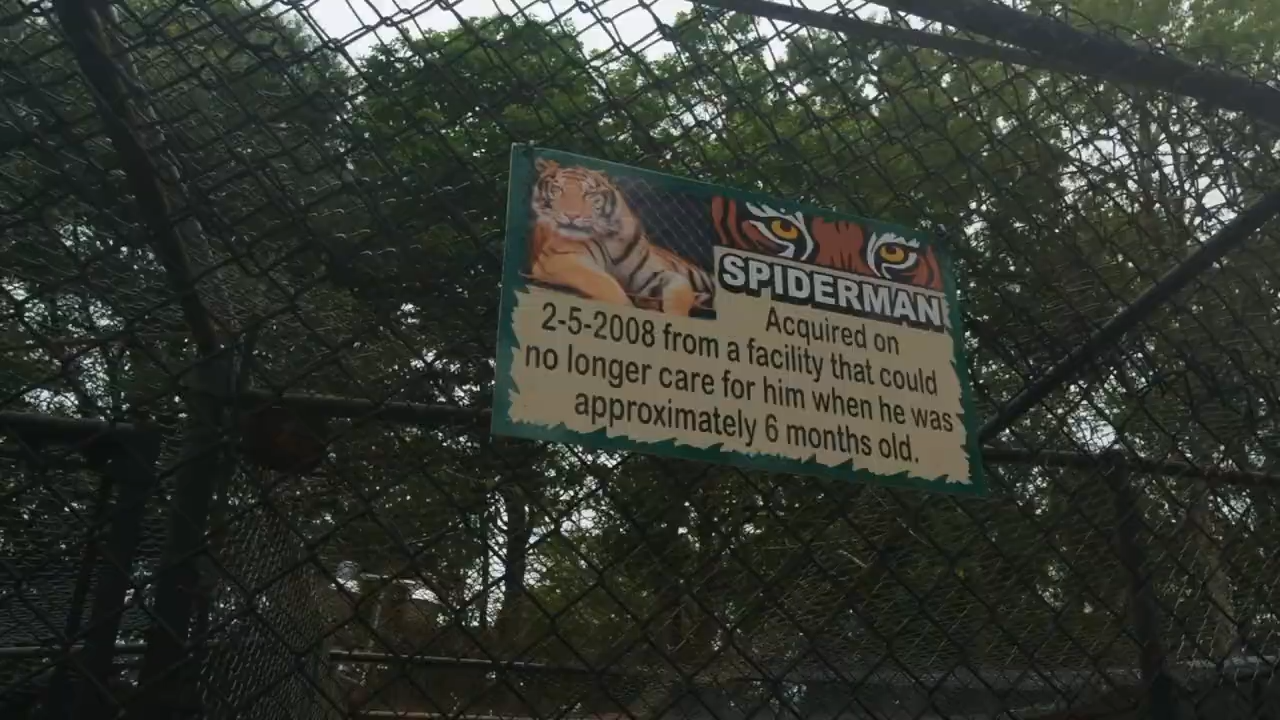 SPIDERMAN
Acquired on
2-5-2008 from a facility that could
no longer care for him when he was
approximately 6 months old.